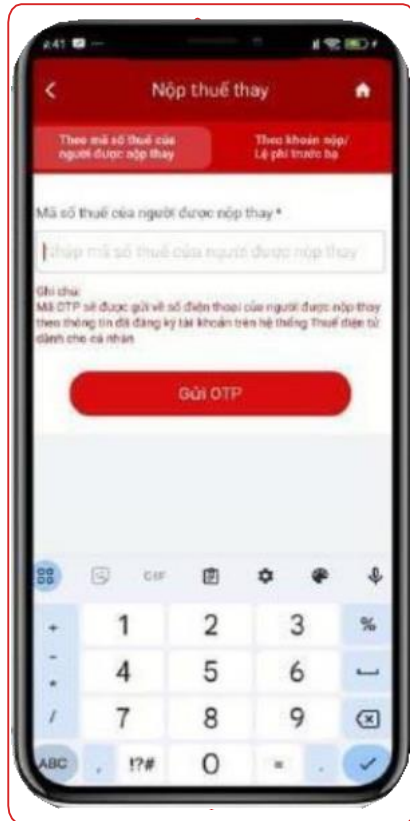 2:41
Nộp thuế thay
Theo mã số thuế của
người được nộp thay
Theo khoản nộp/
Lệ phí trước bạ
Mã số thuế của người được nộp thay *
Nhập mã số thuế của người được nộp thay
Ghi chú:
Mã OTP sẽ được gửi về số điện thoại của người được nộp thay
theo thông tin đã đăng ký tài khoản trên hệ thống Thuế điện tử
dành cho cá nhân
Gửi OTP
GIF
+ 1 2 3 %
- 4 5 6
*
/ 7 8 9
ABC , !?# 0 = .